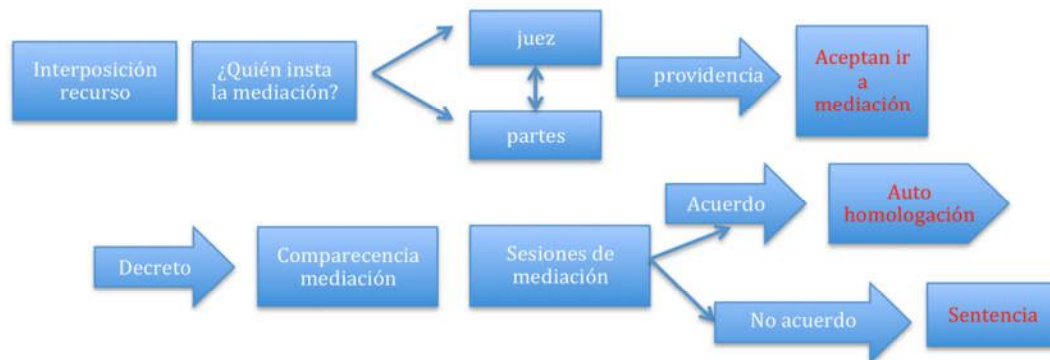 Interposición
recurso
¿Quién insta
la mediación?
juez
partes
providencia
Aceptan ir
a
mediación
Decreto
Comparecencia
mediación
Sesiones de
mediación
Acuerdo
Auto
homologación
No acuerdo
Sentencia